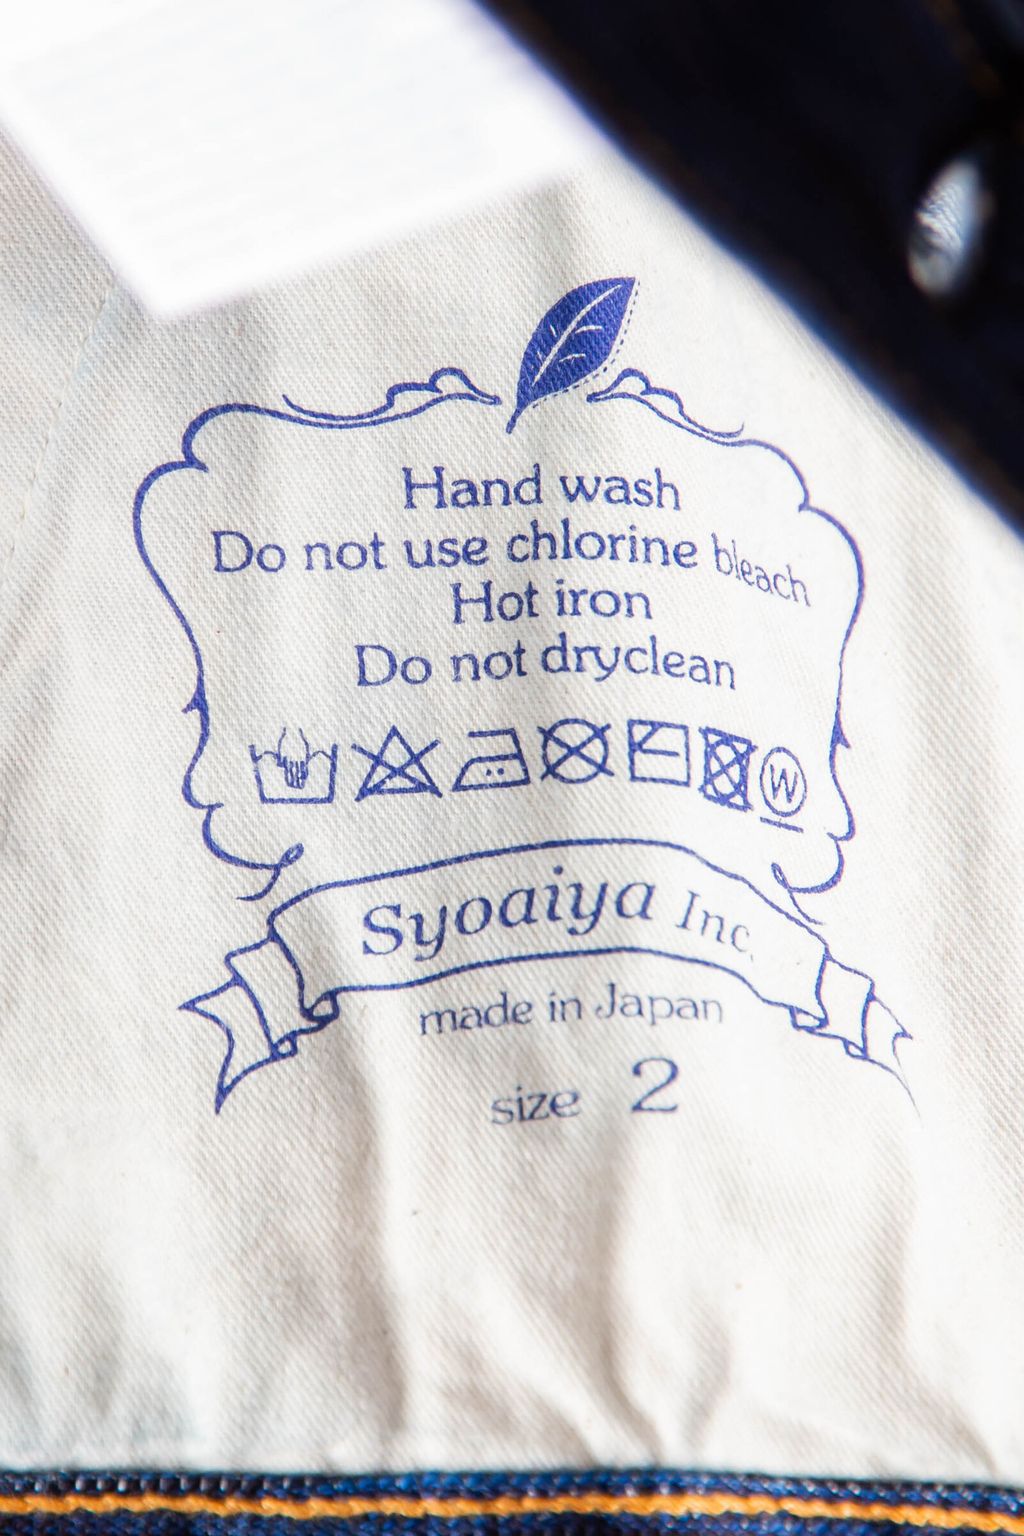 Hand wash
Do not use chlorine bleach
Hot iron
Do not dryclean
W
Syoaiya Inc.
made in Japan
size 2